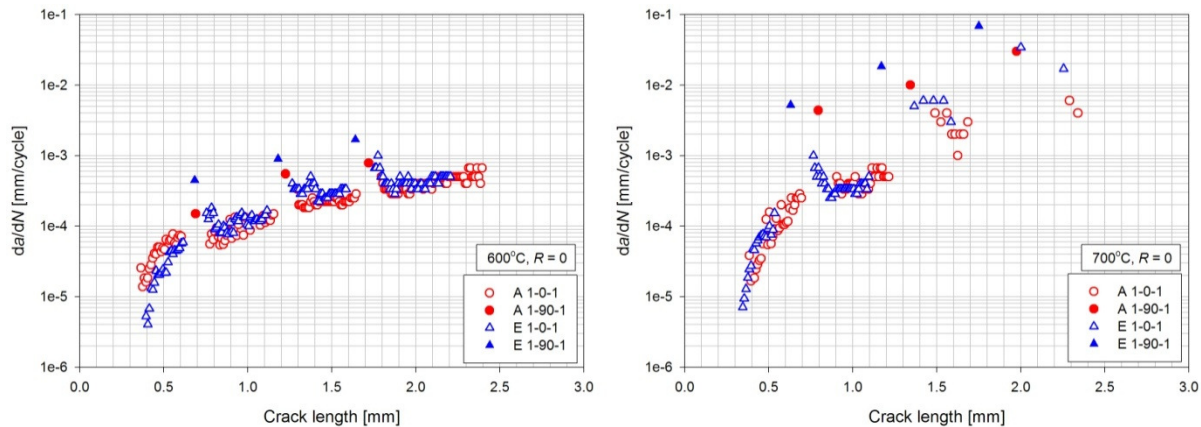 1e-1
1e-2
1e-3
1e-4
1e-5
1e-6
da/dN [mm/cycle]
0.0 0.5 1.0 1.5 2.0 2.5 3.0
Crack length [mm]
600°C, R = 0
A 1-0-1
A 1-90-1
E 1-0-1
E 1-90-1
1e-1
1e-2
1e-3
1e-4
1e-5
1e-6
da/dN [mm/cycle]
0.0 0.5 1.0 1.5 2.0 2.5 3.0
Crack length [mm]
700°C, R = 0
A 1-0-1
A 1-90-1
E 1-0-1
E 1-90-1